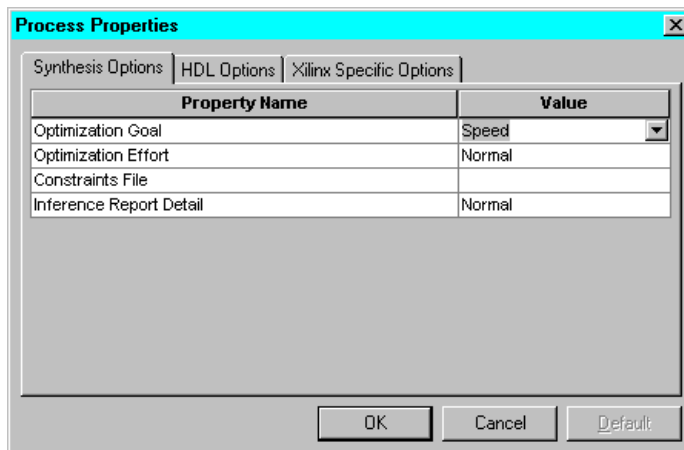 Process Properties
Synthesis Options HDL Options Xilinx Specific Options
Property Name Value
Optimization Goal Speed
Optimization Effort Normal
Constraints File
Inference Report Detail Normal
OK Cancel Default